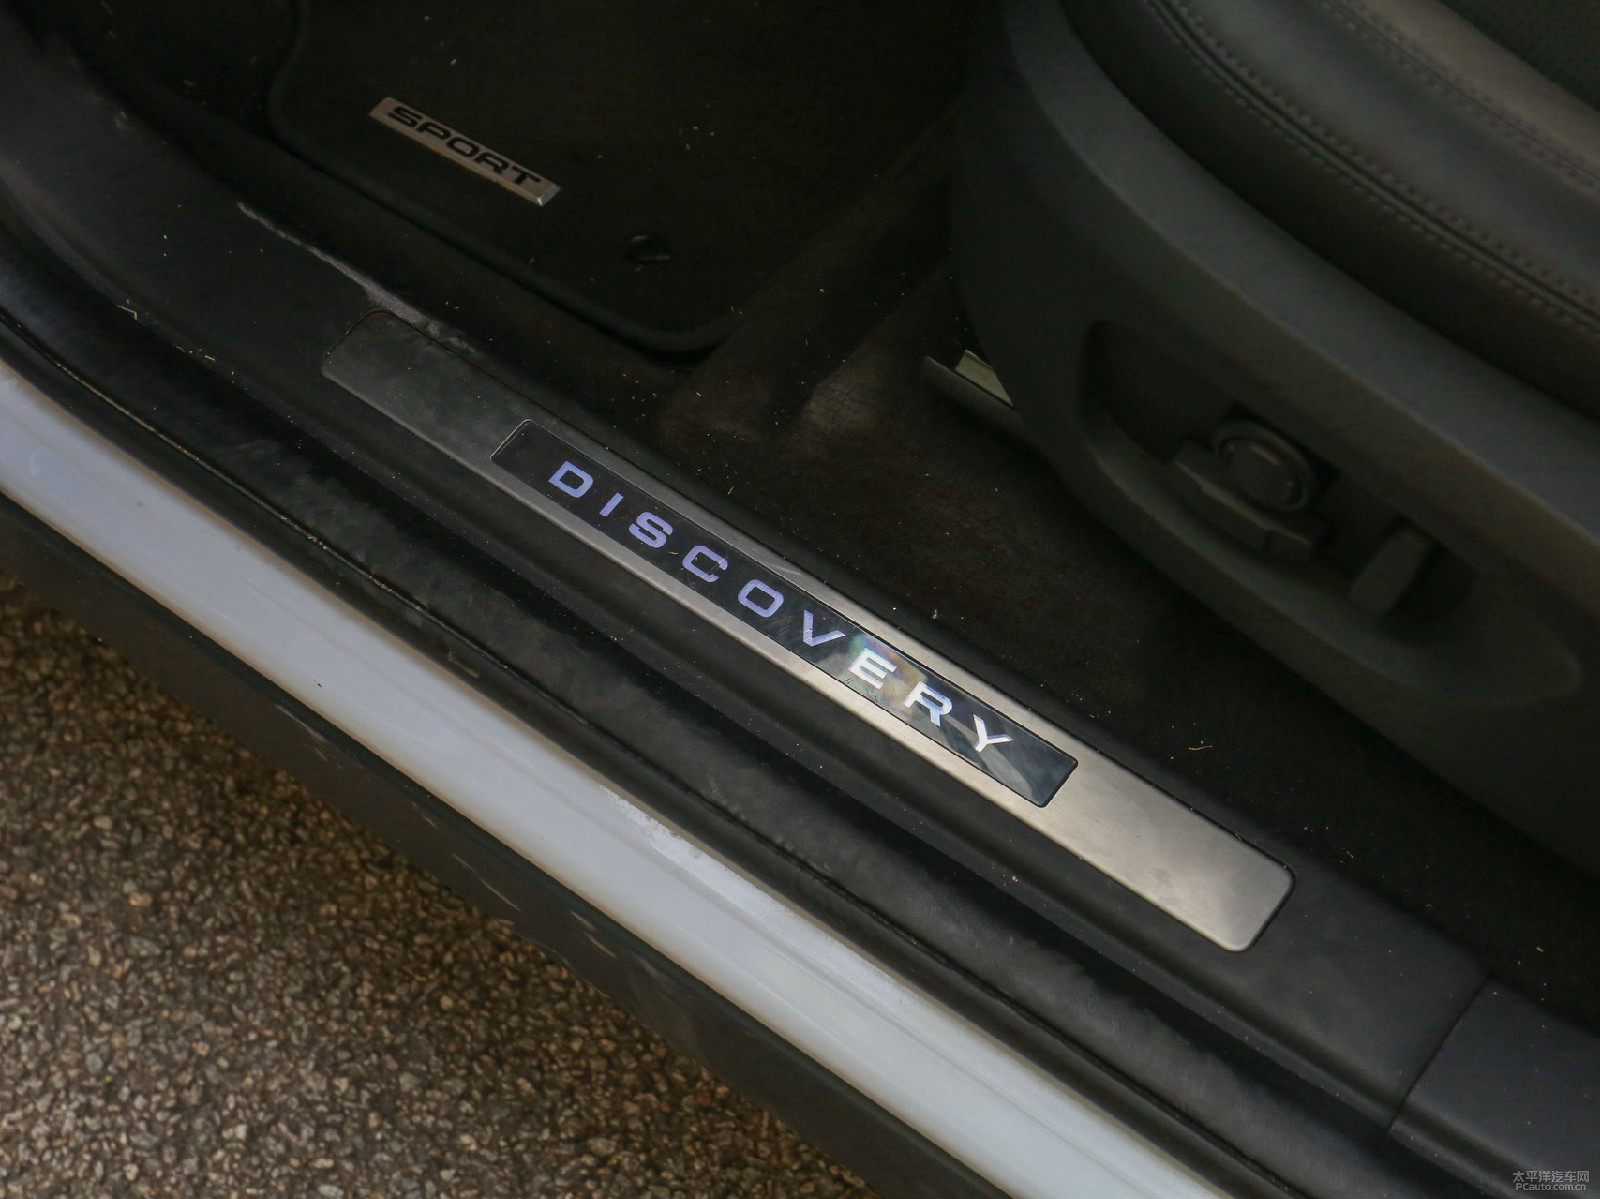 SPORT
DISCOVERY
太平洋汽车网
PCauto.com.cn